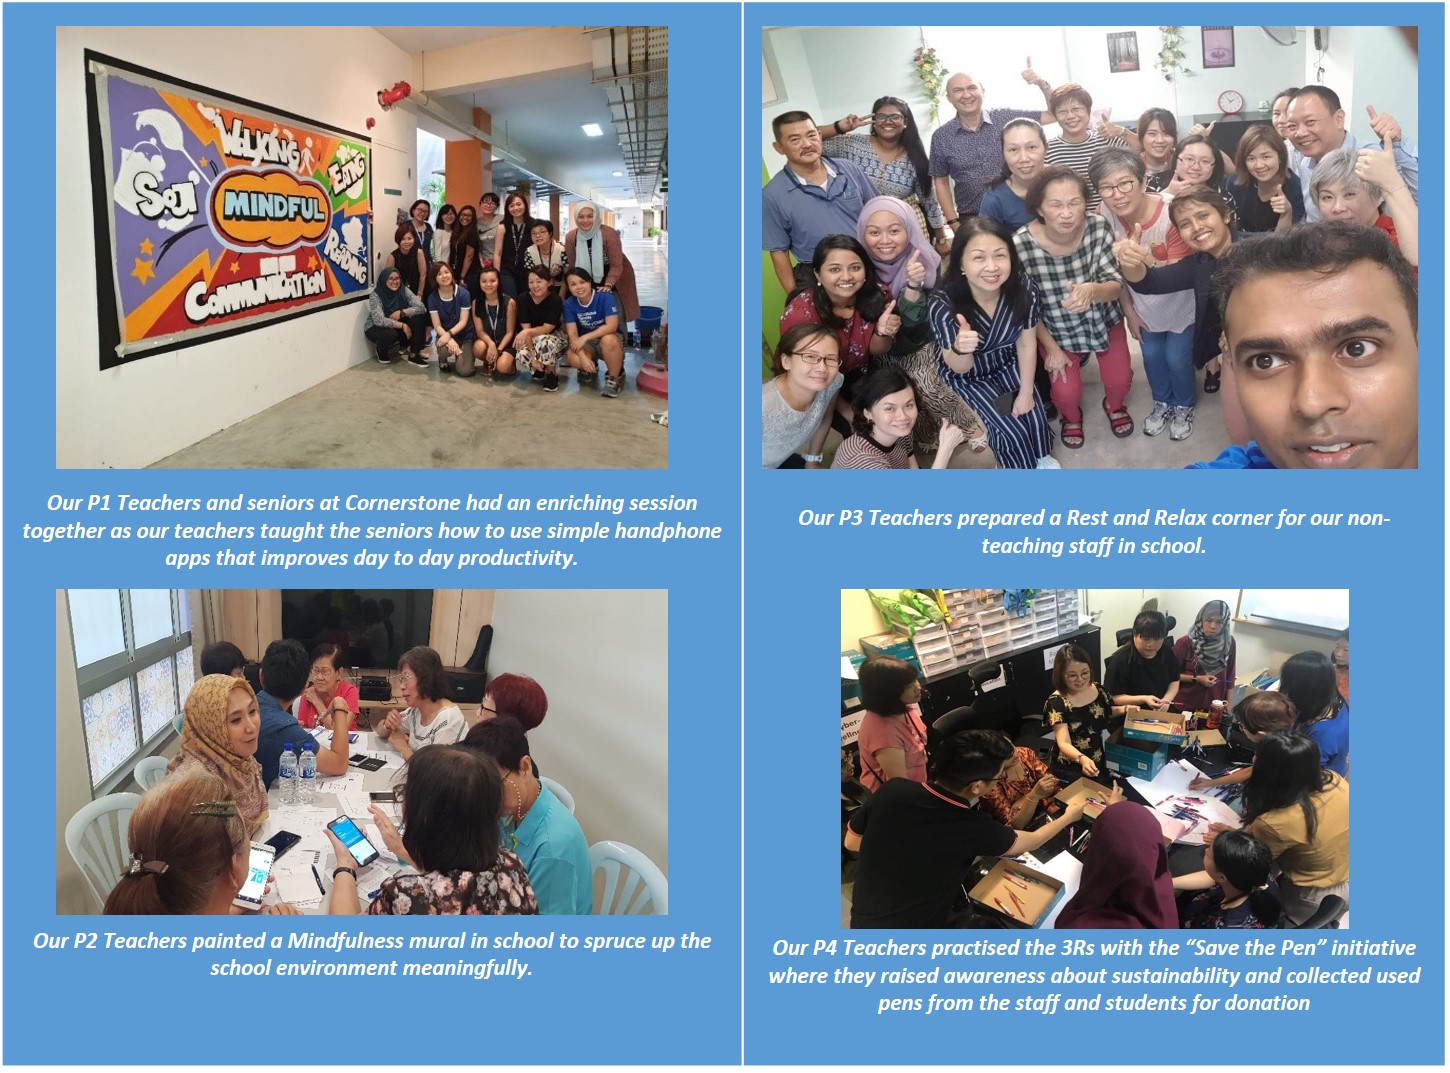 WALKING
EATING
SOJI
MINDFUL
READING
COMMUNICATION
Our P1 Teachers and seniors at Cornerstone had an enriching session
together as our teachers taught the seniors how to use simple handphone
apps that improves day to day productivity.
Our P2 Teachers painted a Mindfulness mural in school to spruce up the
school environment meaningfully.
Our P3 Teachers prepared a Rest and Relax corner for our non-
teaching staff in school.
Our P4 Teachers practised the 3Rs with the “Save the Pen” initiative
where they raised awareness about sustainability and collected used
pens from the staff and students for donation